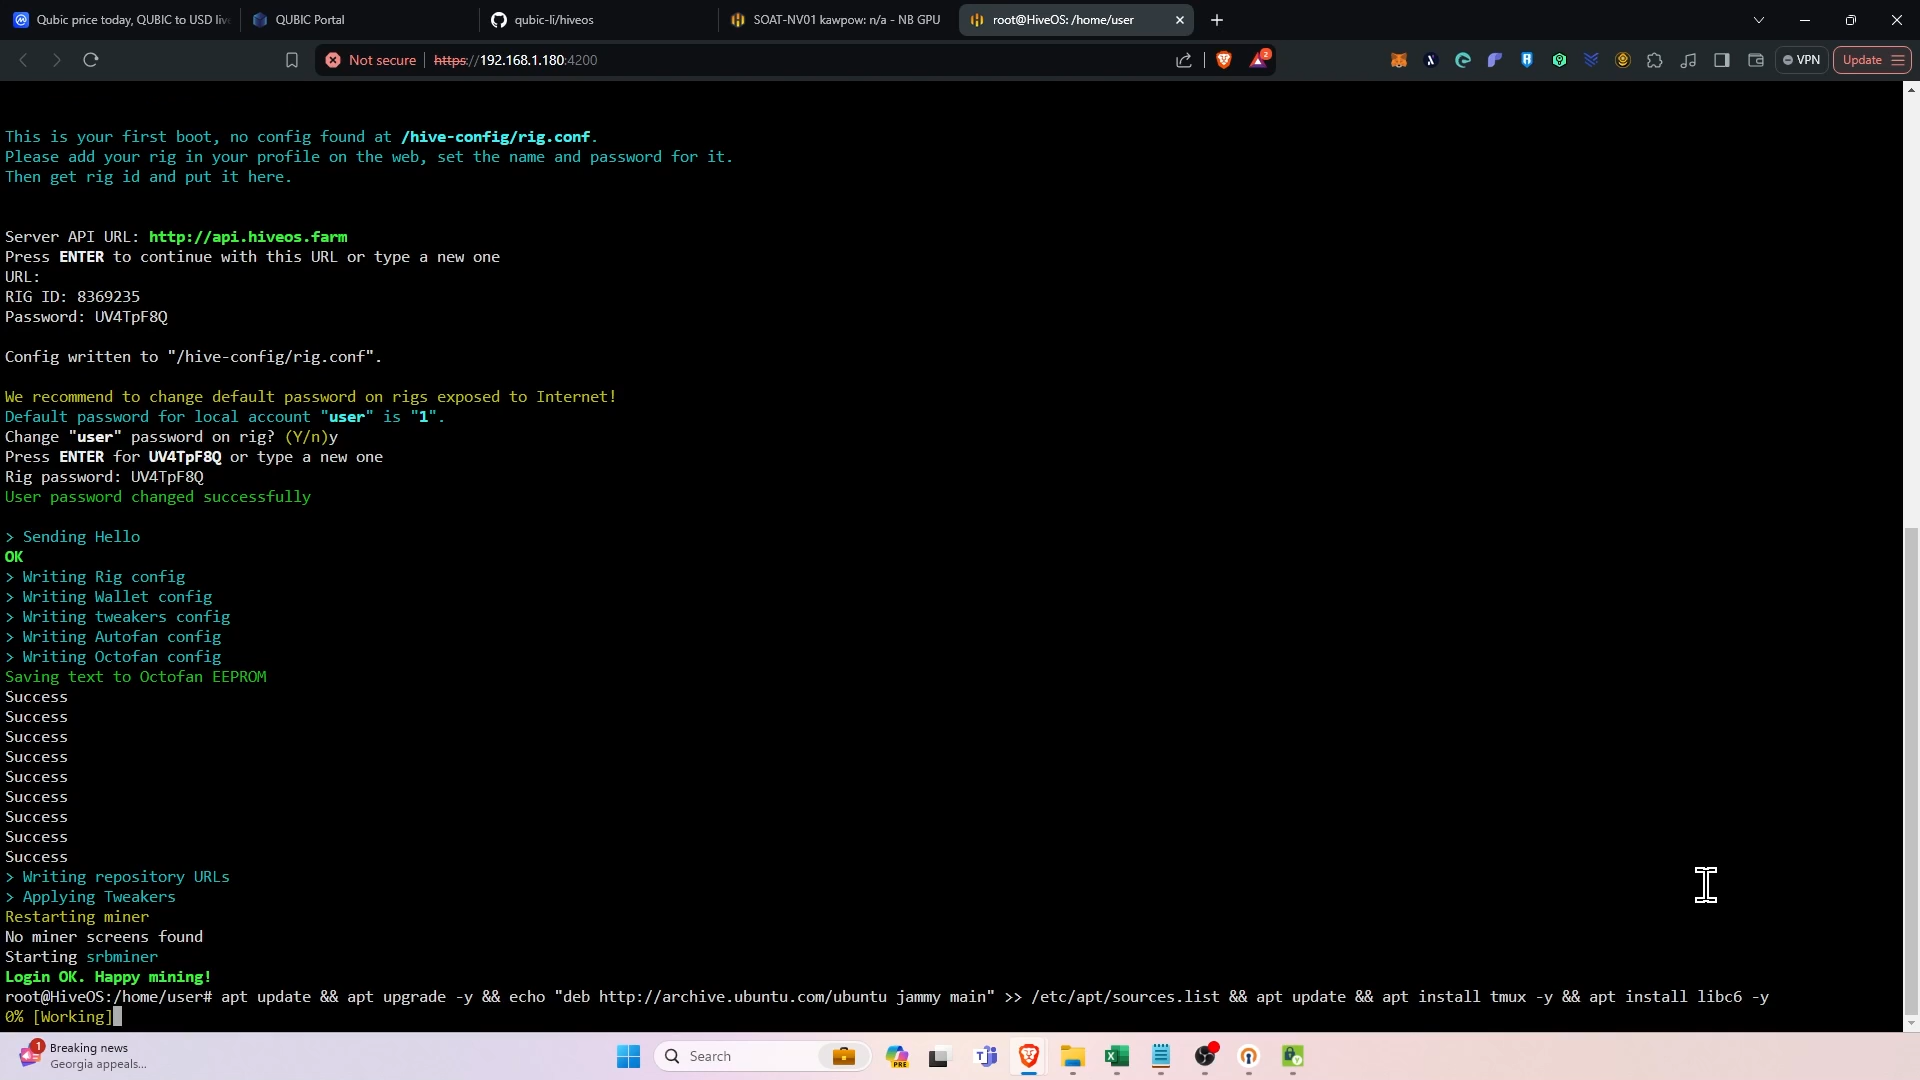 Qubic price today, QUBIC to USD liv
QUBIC Portal
qubic-li/hiveos
SOAT-NV01 kawpow: n/a - NB GPU
root@HiveOS: /home/user
Not secure
https://192.168.1.180:4200
2
VPN
Update
This is your first boot, no config found at /hive-config/rig.conf.
Please add your rig in your profile on the web, set the name and password for it.
Then get rig id and put it here.
Server API URL: http://api.hiveos.farm
Press ENTER to continue with this URL or type a new one
URL:
RIG ID: 8369235
Password: UV4TpF8Q
Config written to "/hive-config/rig.conf".
We recommend to change default password on rigs exposed to Internet!
Default password for local account "user" is "1".
Change "user" password on rig? (Y/n)y
Press ENTER for UV4TpF8Q or type a new one
Rig password: UV4TpF8Q
User password changed successfully
> Sending Hello
OK
> Writing Rig config
> Writing Wallet config
> Writing tweakers config
> Writing Autofan config
> Writing Octofan config
Saving text to Octofan EEPROM
Success
Success
Success
Success
Success
Success
Success
Success
Success
> Writing repository URLs
> Applying Tweakers
Restarting miner
No miner screens found
Starting srbminer
Login OK. Happy mining!
root@HiveOS:/home/user# apt update && apt upgrade -y && echo "deb http://archive.ubuntu.com/ubuntu jammy main" >> /etc/apt/sources.list && apt update && apt install tmux -y && apt install libc6 -y
0% [Working]
1
Breaking news
Georgia appeals...
Search
PRE